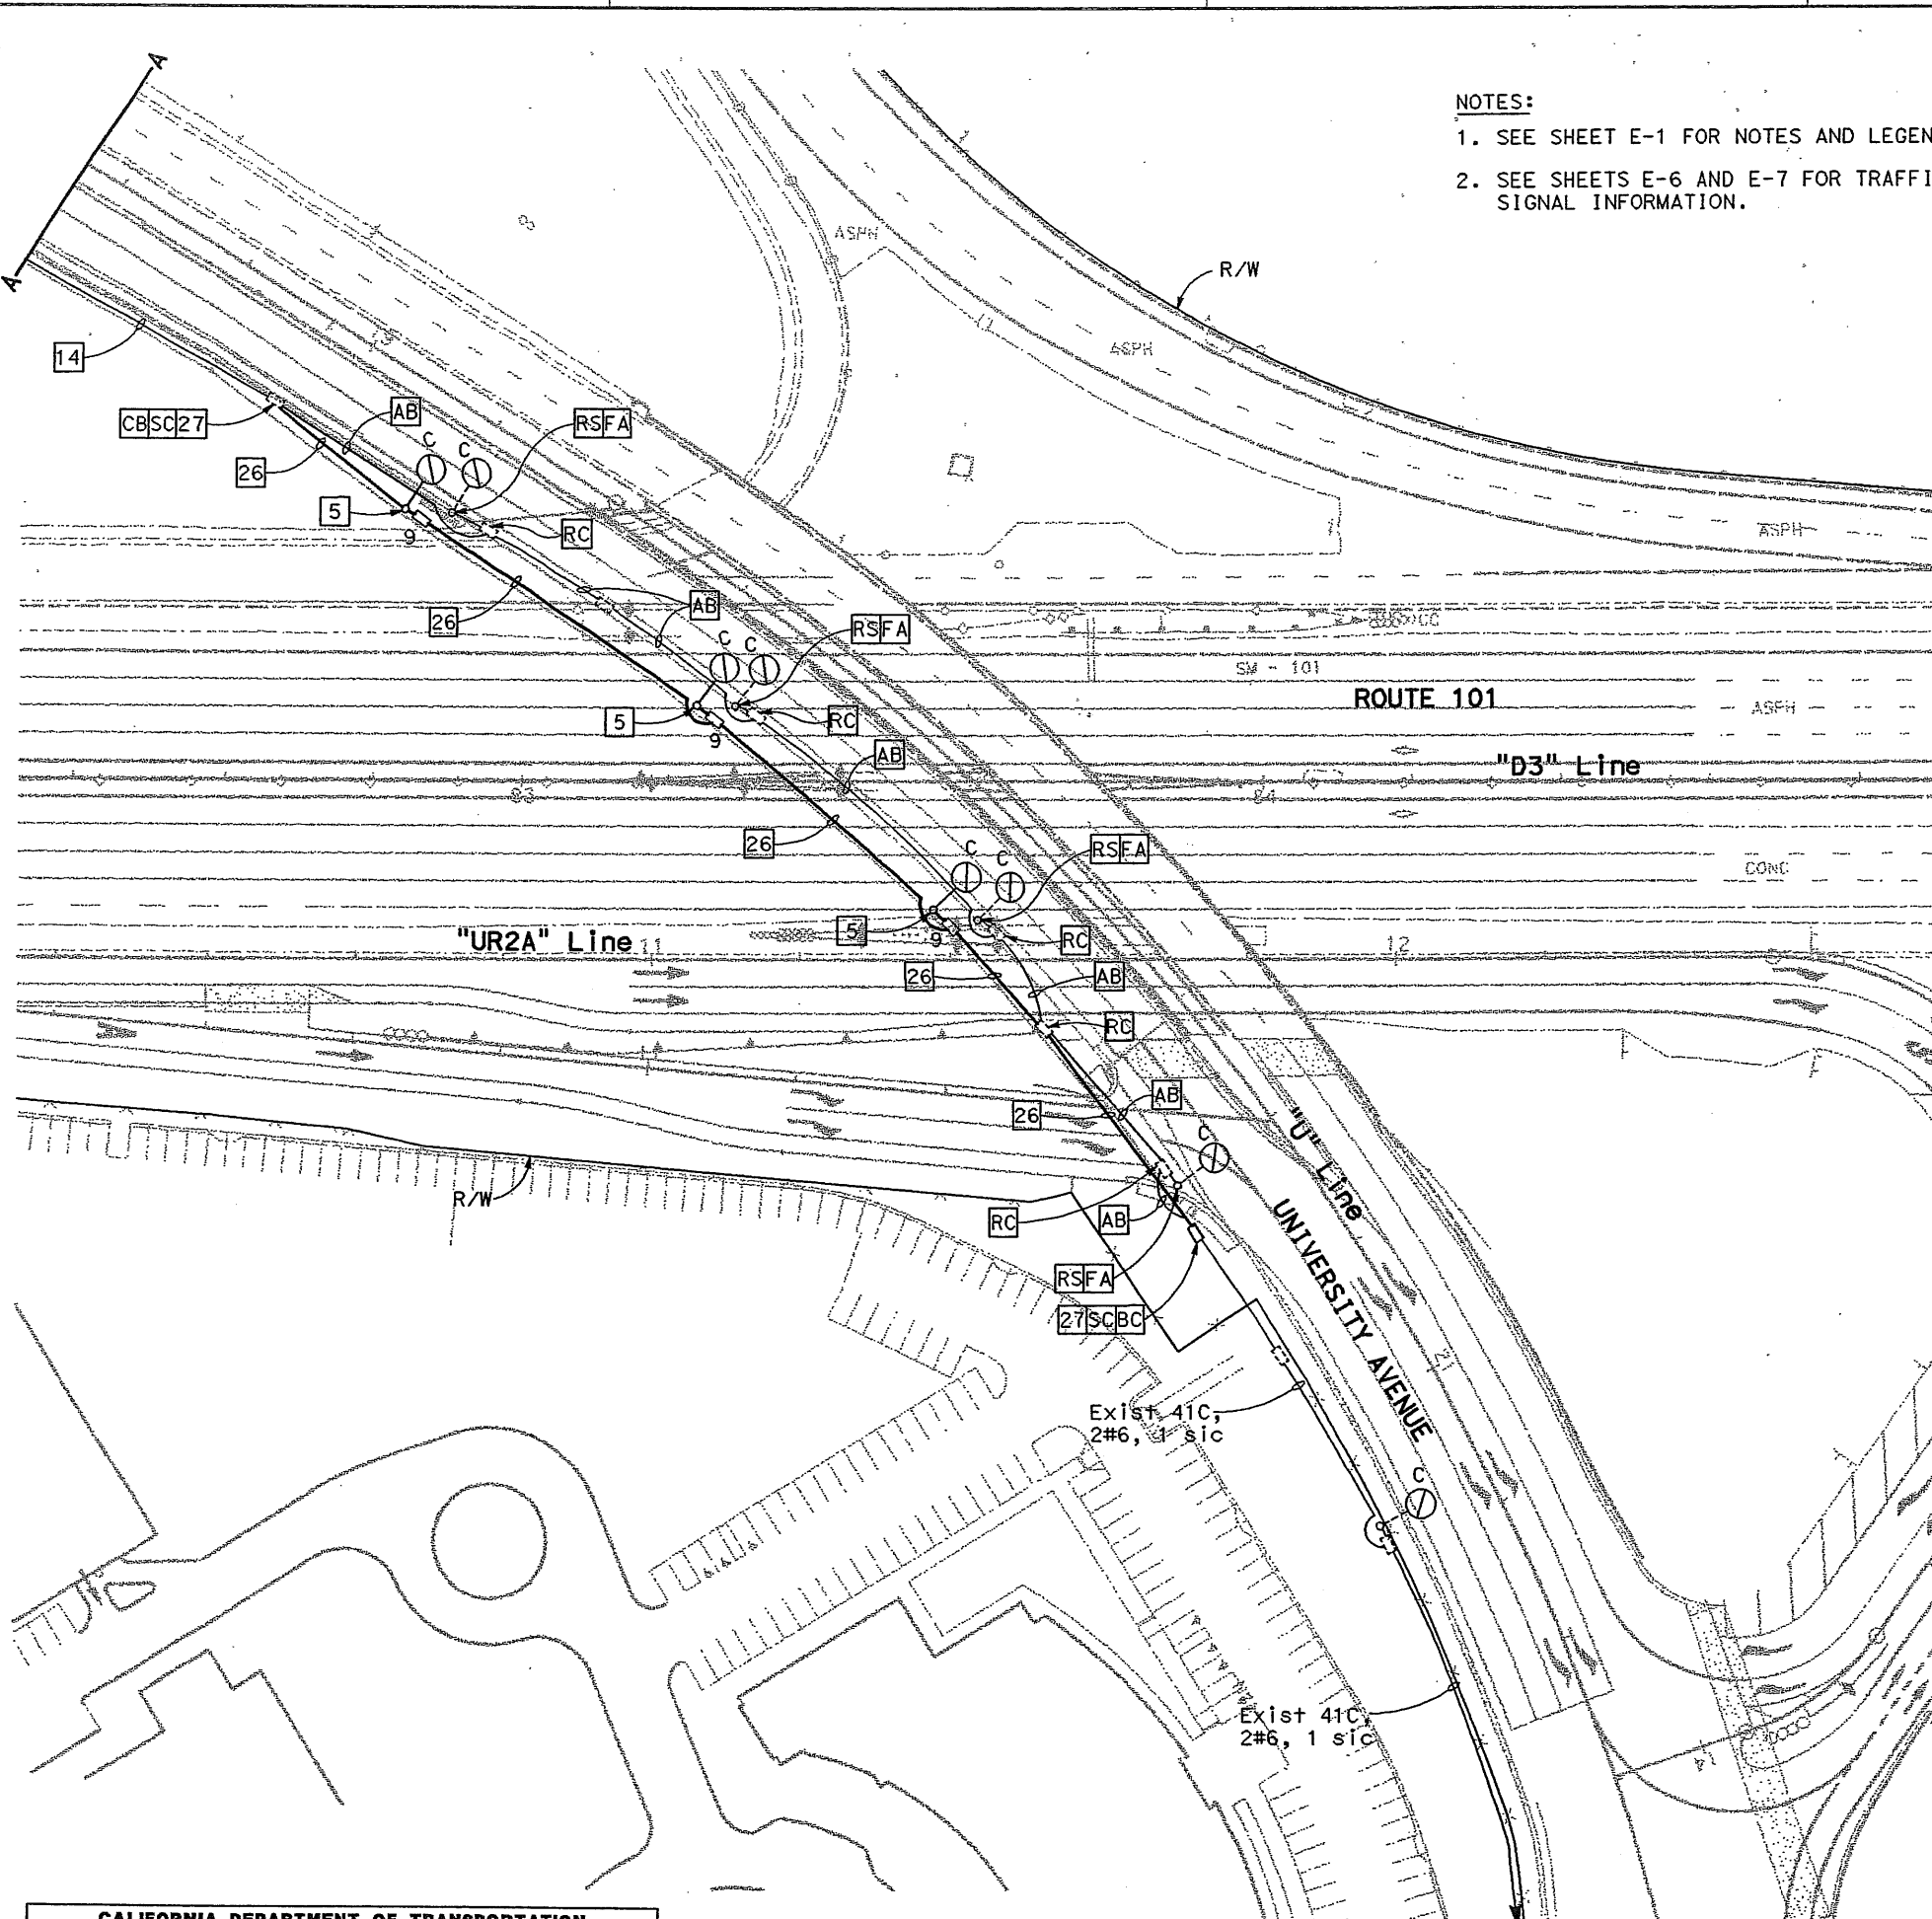 A
A
NOTES:
1. SEE SHEET E-1 FOR NOTES AND LEGEN
2. SEE SHEETS E-6 AND E-7 FOR TRAFFI
SIGNAL INFORMATION.
ASPH
R/W
ASPH
14
CB SC 27
AB
C
C
RS FA
26
5
9
RC
ASPH
26
AB
C
C
RS FA
SM - 101
ROUTE 101
5
9
RC
ASPH
AB
"D3" Line
83
84
26
C
C
RS FA
CONC
5
9
RC
"UR2A" Line
11
12
26
AB
RC
26
AB
C
"U" Line
R/W
RC
AB
UNIVERSITY AVENUE
RS FA
27 SC BC
21
Exist 41C,
2#6, 1 sic
C
Exist 41C,
2#6, 1 sic
CALIFORNIA DEPARTMENT OF TRANSPORTATION